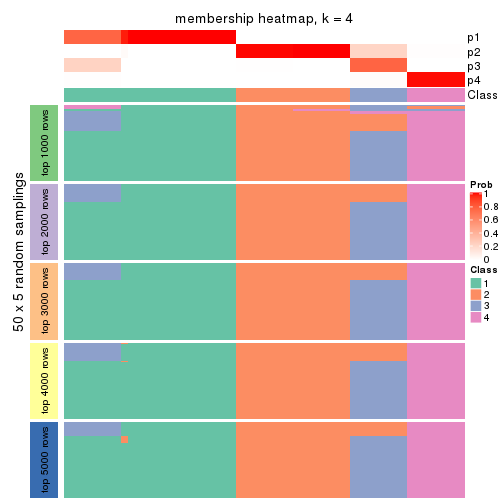 membership heatmap, k = 4
p1
p2
p3
p4
Class
50 x 5 random samplings
top 1000 rows
top 2000 rows
top 3000 rows
top 4000 rows
top 5000 rows
Prob
1
0.8
0.6
0.4
0.2
0
Class
1
2
3
4